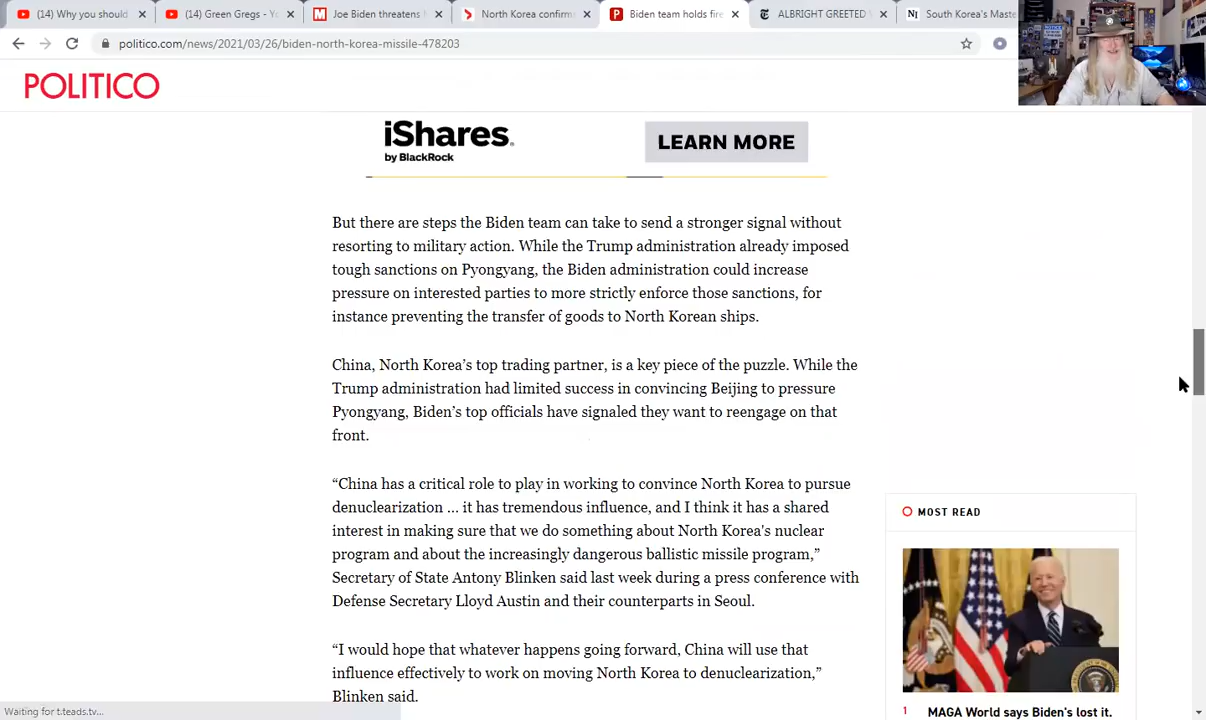 (14) Why you should
(14) Green Gregs - Yo
Joe Biden threatens N
North Korea confirm
Biden team holds fire
ALBRIGHT GREETED W
South Korea's Maste
politico.com/news/2021/03/26/biden-north-korea-missile-478203
POLITICO
iShares
by BlackRock
LEARN MORE
But there are steps the Biden team can take to send a stronger signal without
resorting to military action. While the Trump administration already imposed
tough sanctions on Pyongyang, the Biden administration could increase
pressure on interested parties to more strictly enforce those sanctions, for
instance preventing the transfer of goods to North Korean ships.
China, North Korea’s top trading partner, is a key piece of the puzzle. While the
Trump administration had limited success in convincing Beijing to pressure
Pyongyang, Biden’s top officials have signaled they want to reengage on that
front.
“China has a critical role to play in working to convince North Korea to pursue
denuclearization ... it has tremendous influence, and I think it has a shared
interest in making sure that we do something about North Korea's nuclear
program and about the increasingly dangerous ballistic missile program,”
Secretary of State Antony Blinken said last week during a press conference with
Defense Secretary Lloyd Austin and their counterparts in Seoul.
“I would hope that whatever happens going forward, China will use that
influence effectively to work on moving North Korea to denuclearization,”
Blinken said.
MOST READ
1 MAGA World says Biden's lost it.
Waiting for t.teads.tv...